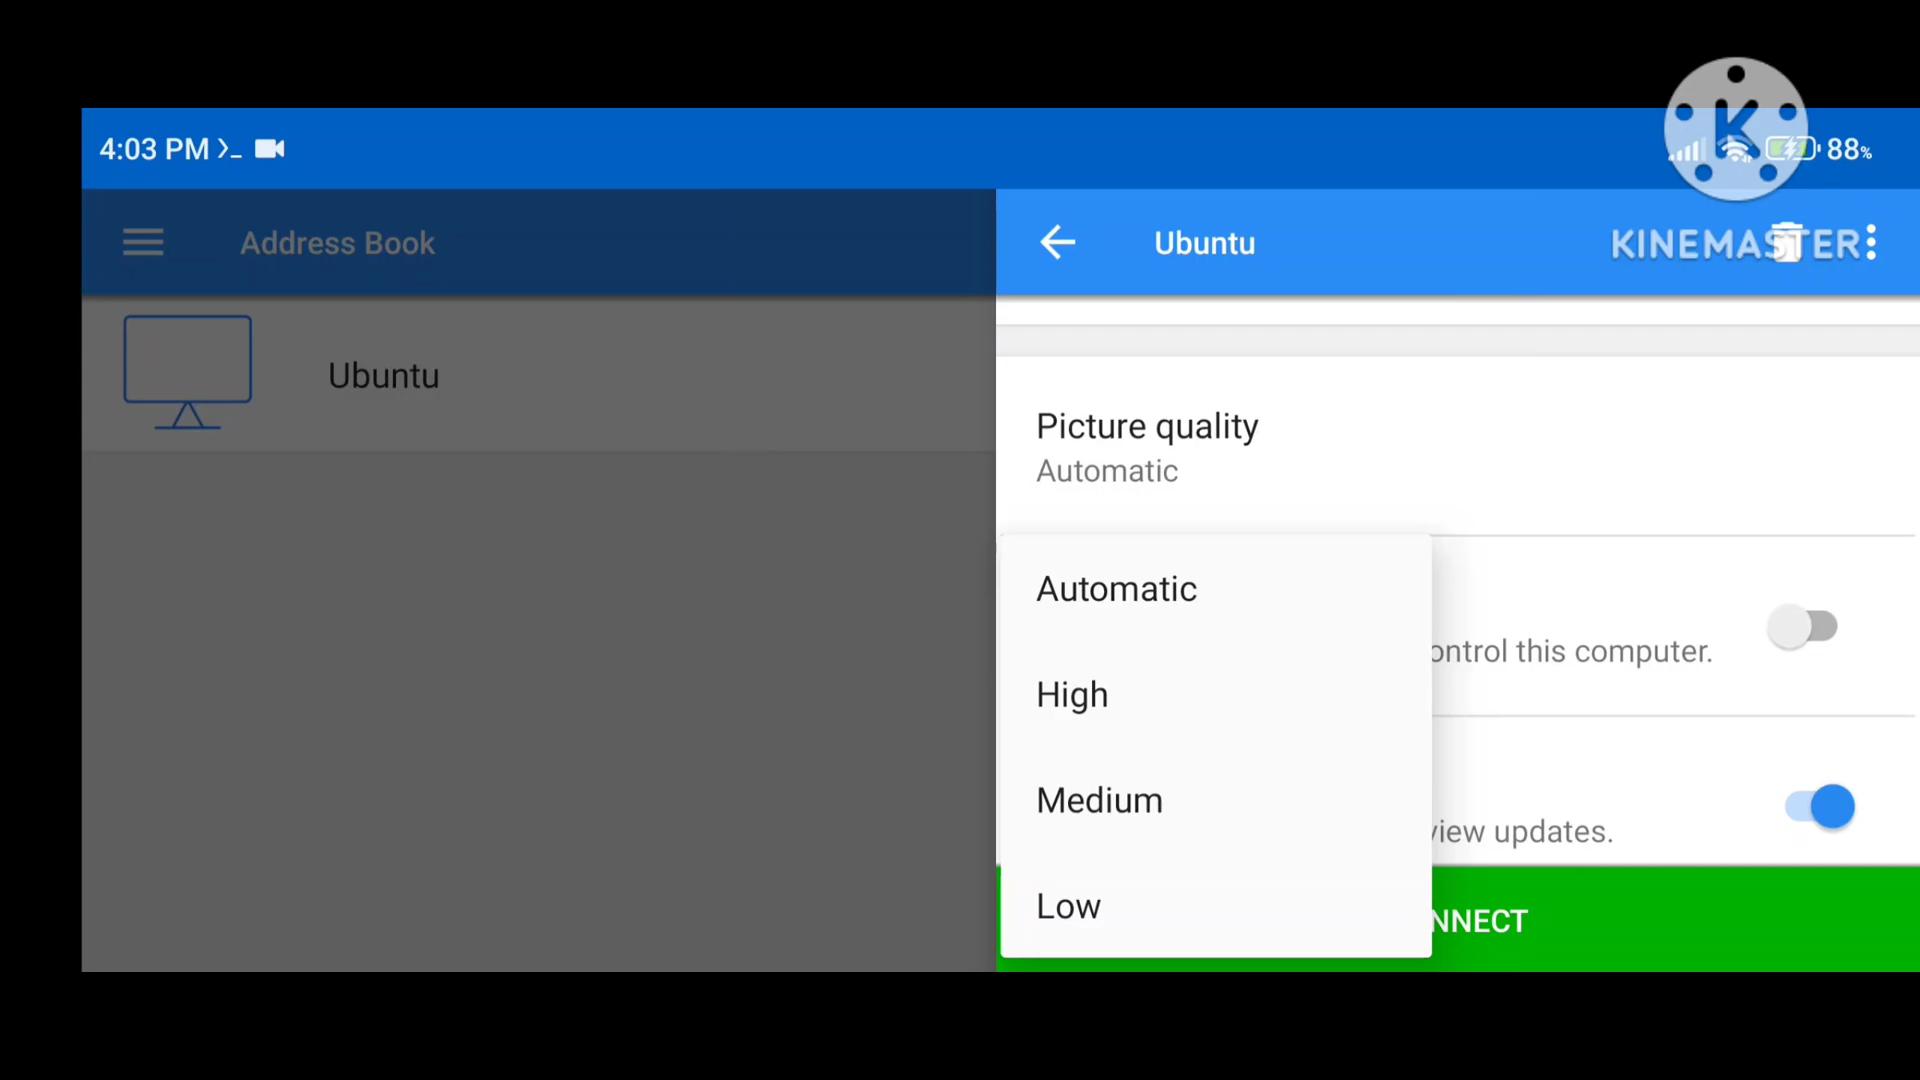 4:03 PM
88%
Address Book
Ubuntu
KINEMASTER
Ubuntu
Picture quality
Automatic
Automatic
High
ontrol this computer.
Medium
view updates.
Low
NNECT